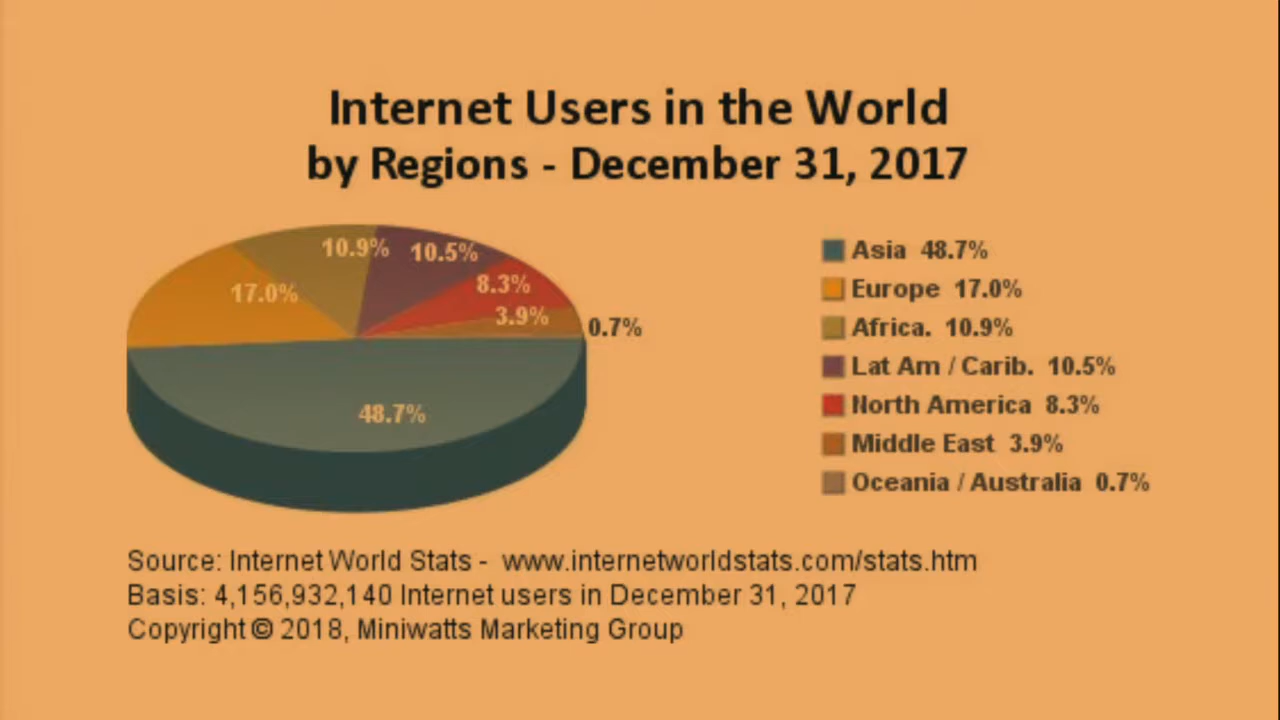 Internet Users in the World
by Regions - December 31, 2017
10.9%
10.5%
17.0%
8.3%
3.9%
0.7%
48.7%
Asia 48.7%
Europe 17.0%
Africa. 10.9%
Lat Am / Carib. 10.5%
North America 8.3%
Middle East 3.9%
Oceania / Australia 0.7%
Source: Internet World Stats - www.internetworldstats.com/stats.htm
Basis: 4,156,932,140 Internet users in December 31, 2017
Copyright © 2018, Miniwatts Marketing Group